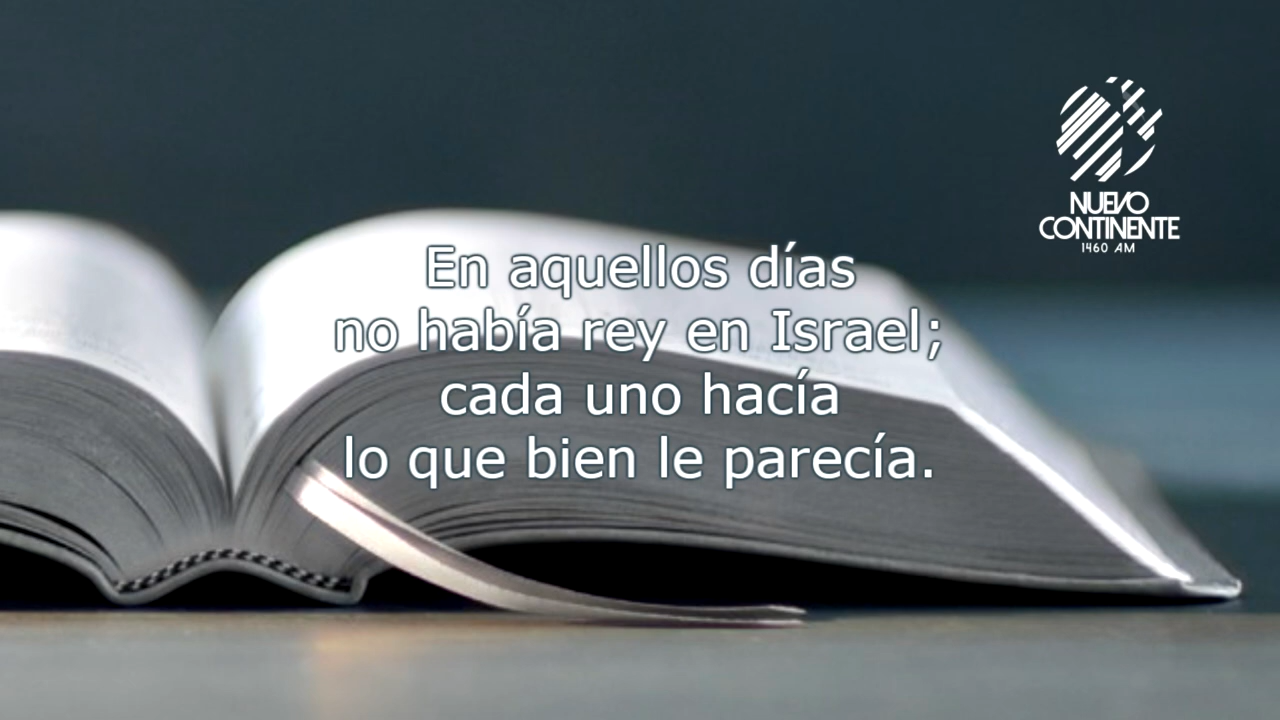 NUEVO
CONTINENTE
1460 AM
En aquellos días
no había rey en Israel;
cada uno hacía
lo que bien le parecía.